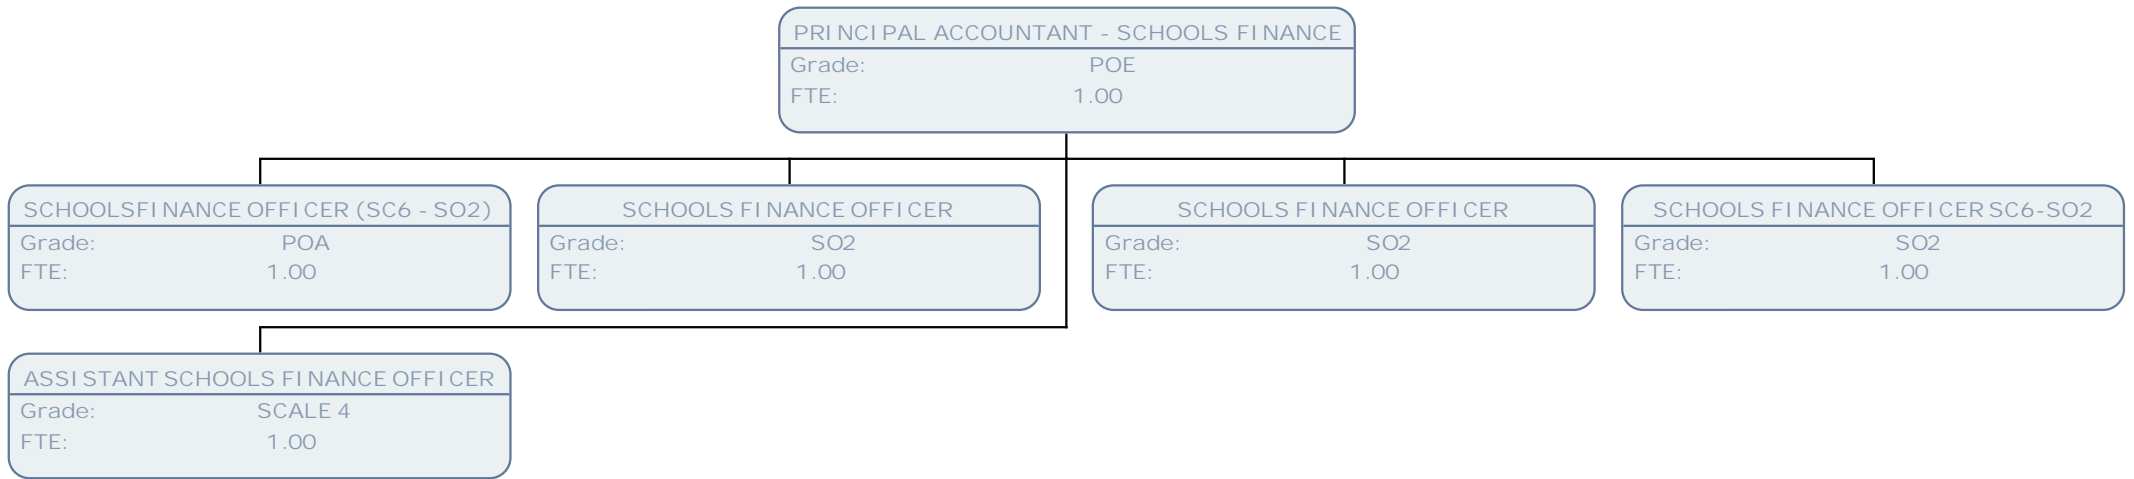 PRINCIPAL ACCOUNTANT - SCHOOLS FINANCE
Grade: POE
FTE: 1.00
SCHOOLSFINANCE OFFICER (SC6 - SO2)
Grade: POA
FTE: 1.00
SCHOOLS FINANCE OFFICER
Grade: SO2
FTE: 1.00
SCHOOLS FINANCE OFFICER
Grade: SO2
FTE: 1.00
SCHOOLS FINANCE OFFICER SC6-SO2
Grade: SO2
FTE: 1.00
ASSISTANT SCHOOLS FINANCE OFFICER
Grade: SCALE 4
FTE: 1.00